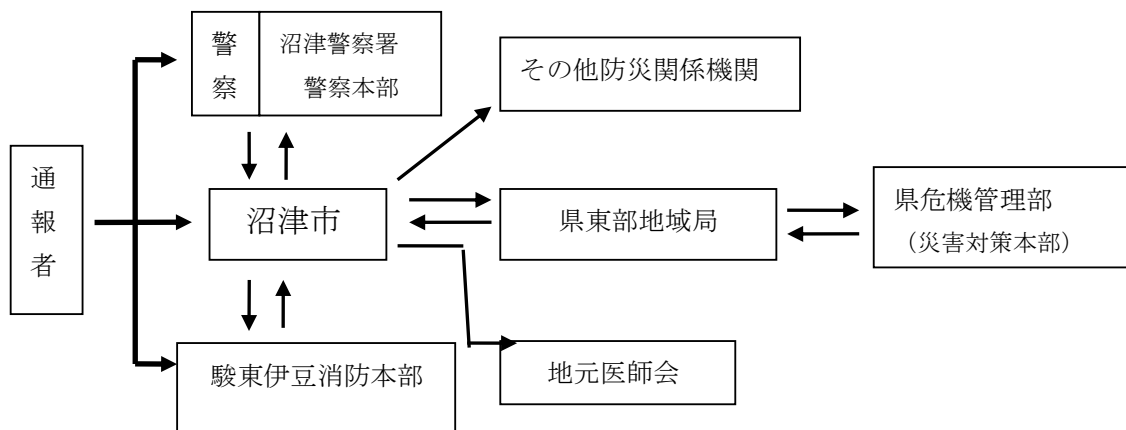 通報者
警察
沼津警察署
警察本部
その他防災関係機関
沼津市
県東部地域局
県危機管理部
（災害対策本部）
駿東伊豆消防本部
地元医師会